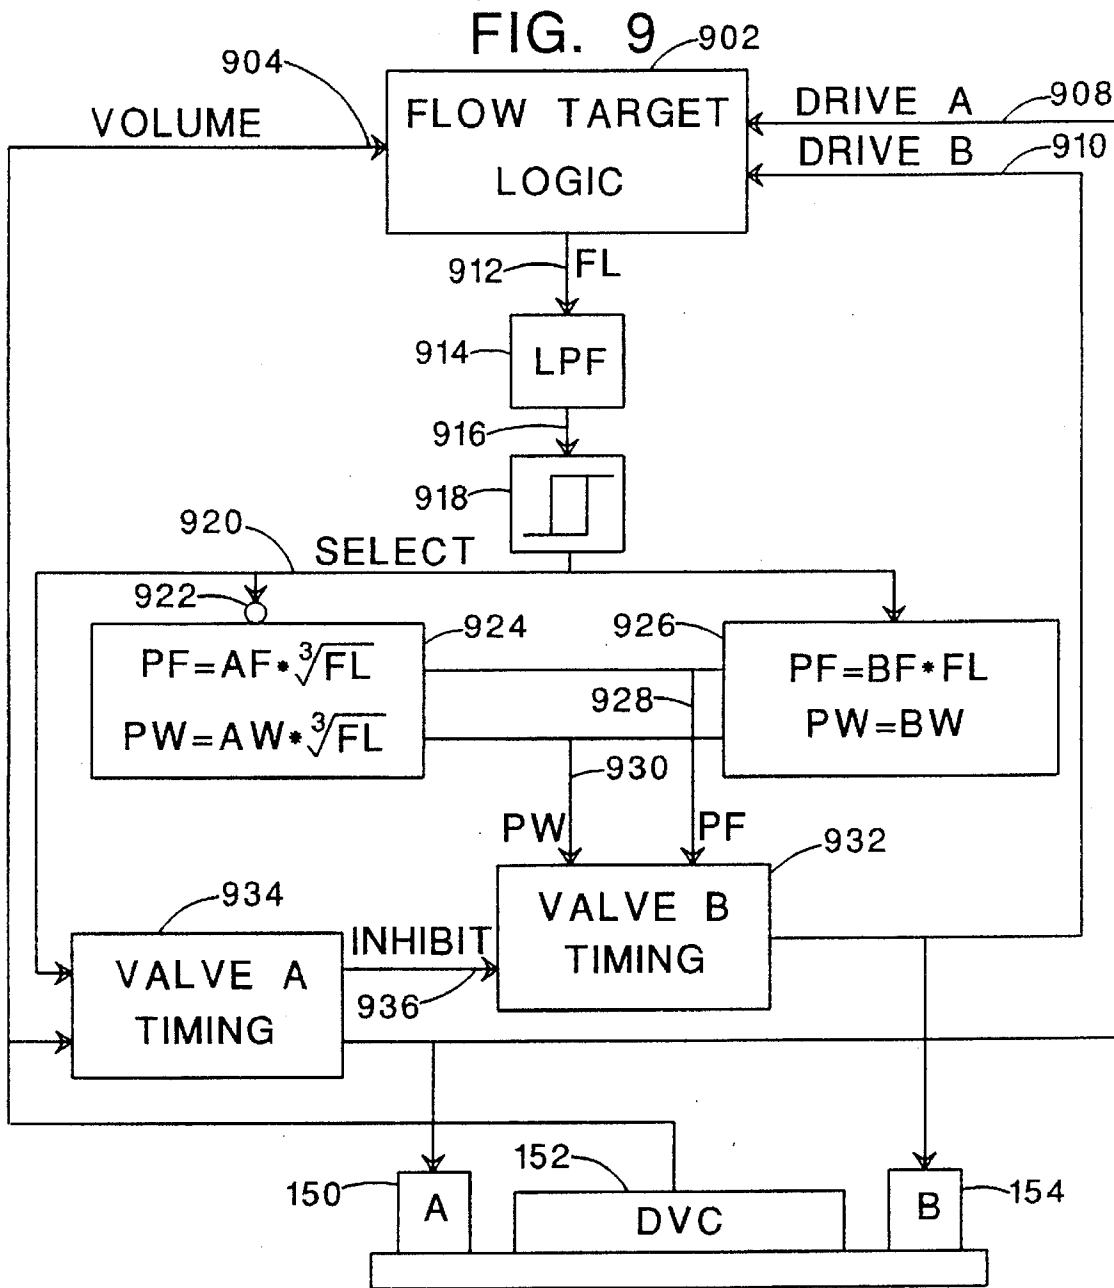 FIG. 9
902
904
VOLUME
FLOW TARGET
LOGIC
DRIVE A
908
DRIVE B
910
912
FL
914
LPF
916
918
920
SELECT
922
924
926
PF=AF*∛FL
PW=AW*∛FL
PF=BF*FL
PW=BW
928
930
PW
PF
932
934
VALVE B
TIMING
INHIBIT
936
VALVE A
TIMING
150
A
152
DVC
B
154